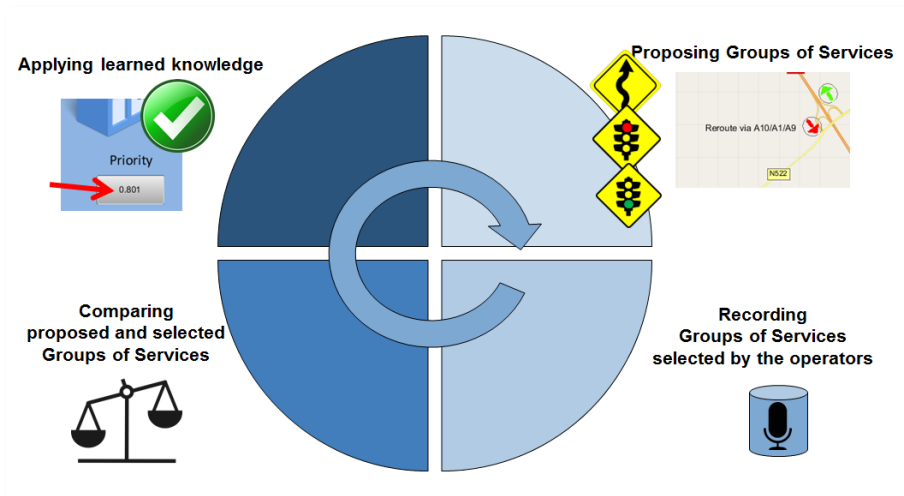 Applying learned knowledge
Priority
0.801
Proposing Groups of Services
Reroute via A10/A1/A9
N522
Comparing
proposed and selected
Groups of Services
Recording
Groups of Services
selected by the operators